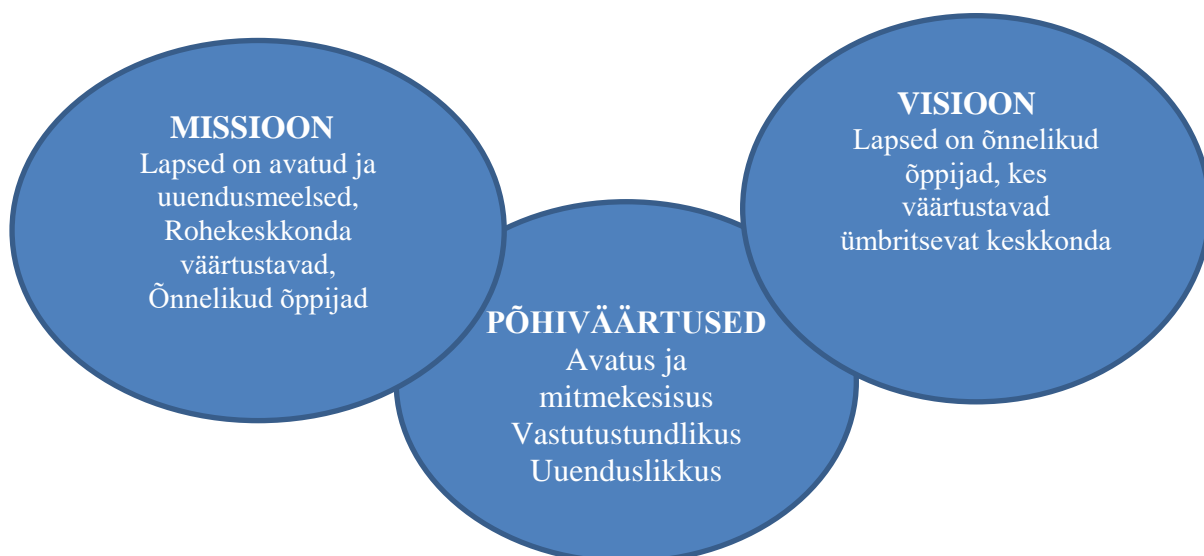 MISSIOON
Lapsed on avatud ja
uuendusmeelsed,
Rohekeskkonda
väärtustavad,
Õnnelikud õppijad
VISIOON
Lapsed on õnnelikud
õppijad, kes
väärtustavad
ümbritsevat keskkonda
PÕHIVÄÄRTUSED
Avatus ja
mitmekesisus
Vastutustundlikus
Uuenduslikkus